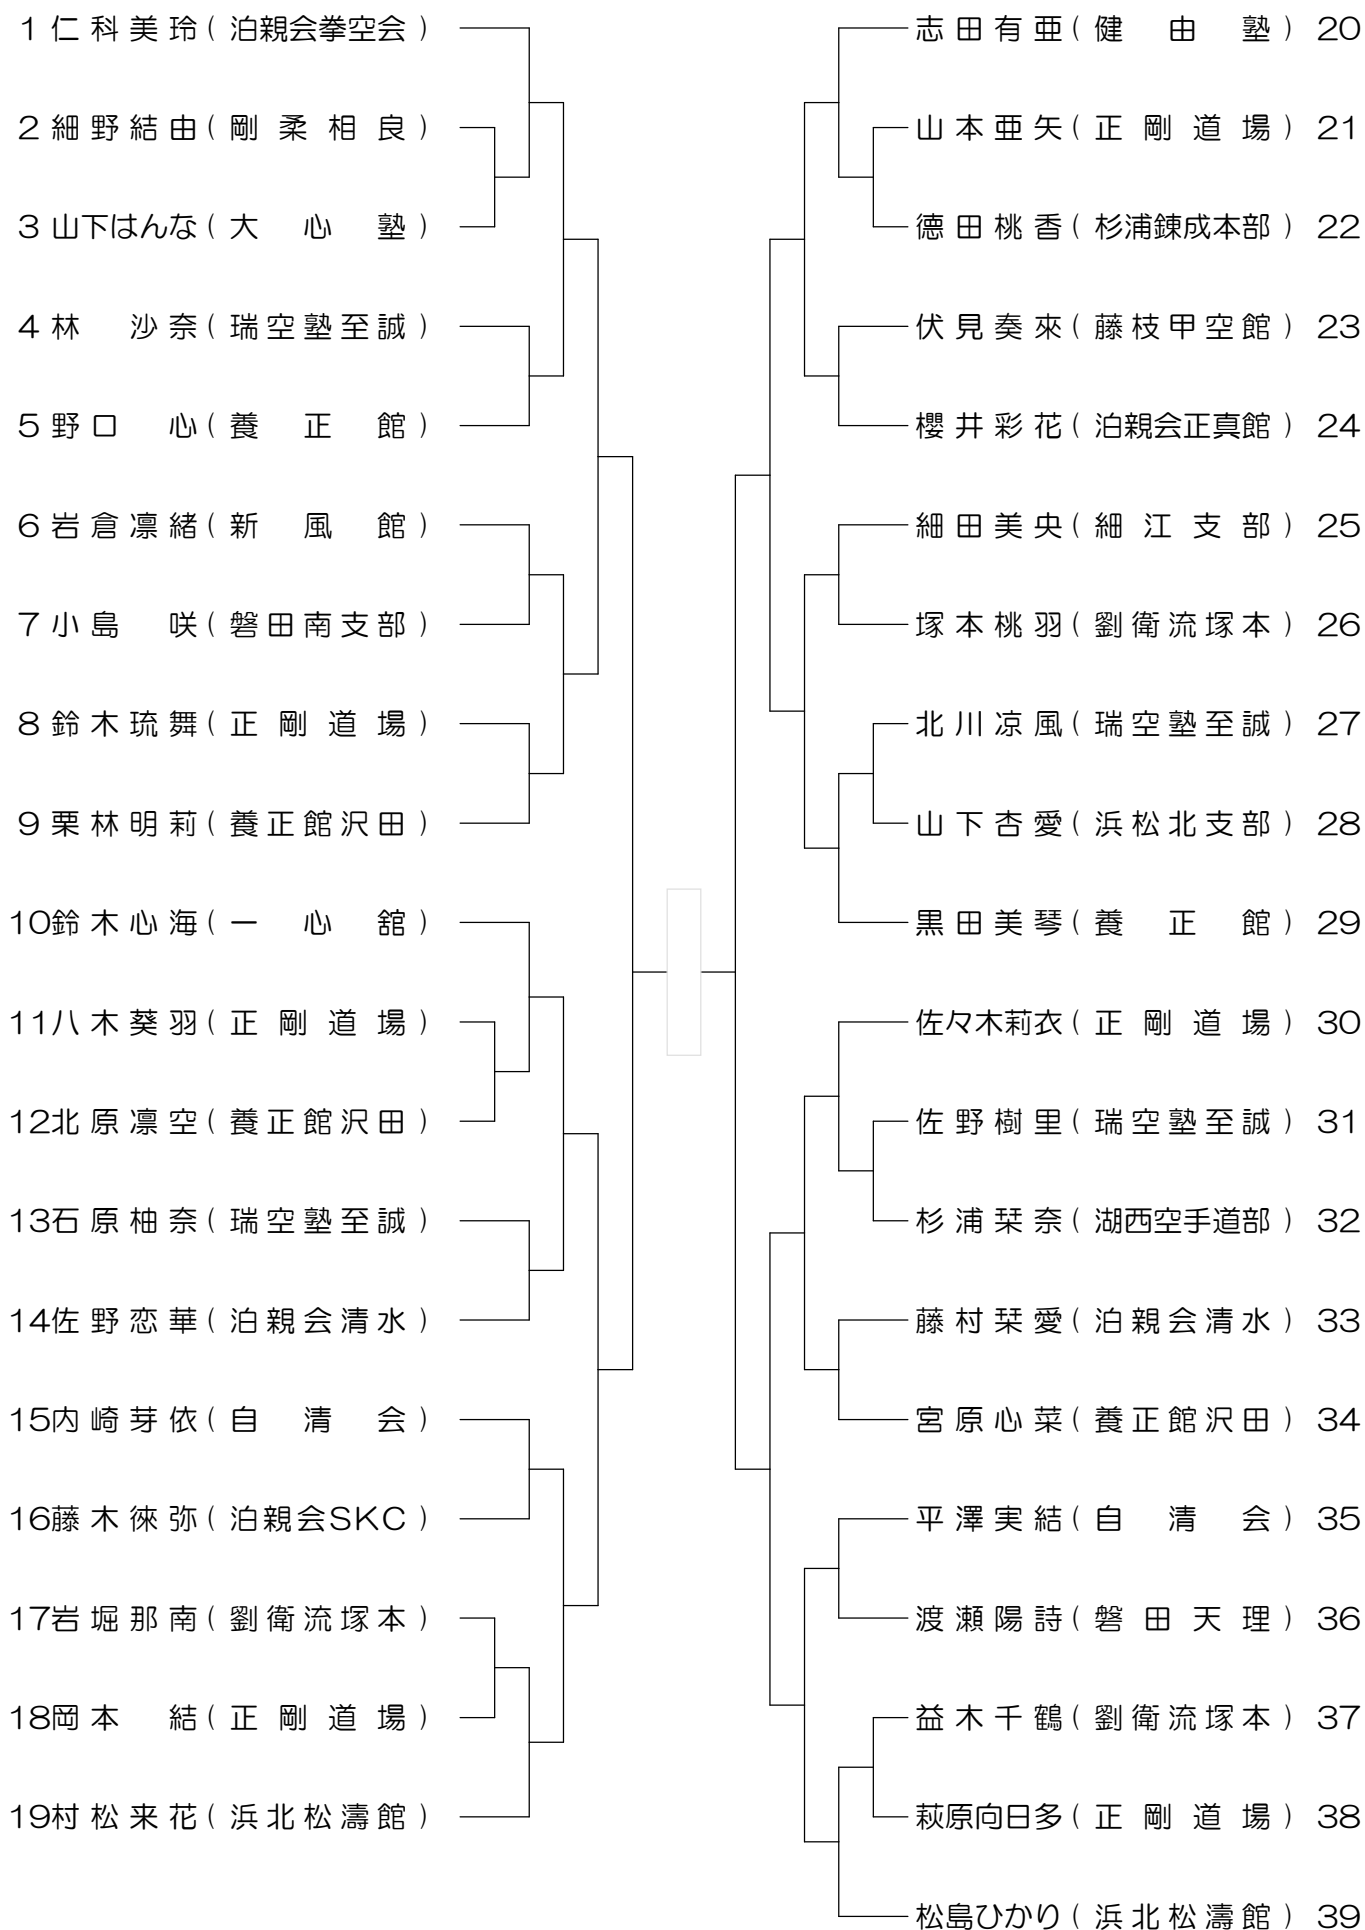 1 仁科美玲(泊親会拳空会)
2 細野結由(剛柔相良)
3 山下はんな(大心塾)
4 林 沙奈(瑞空塾至誠)
5 野口 心(養正館)
6 岩倉凛緒(新風館)
7 小島 咲(磐田南支部)
8 鈴木琉舞(正剛道場)
9 栗林明莉(養正館沢田)
10 鈴木心海(一心舘)
11 八木葵羽(正剛道場)
12 北原凛空(養正館沢田)
13 石原柚奈(瑞空塾至誠)
14 佐野恋華(泊親会清水)
15 内崎芽依(自清会)
16 藤木徠弥(泊親会SKC)
17 岩堀那南(劉衛流塚本)
18 岡本 結(正剛道場)
19 村松来花(浜北松濤館)
志田有亜(健由塾) 20
山本亜矢(正剛道場) 21
德田桃香(杉浦錬成本部) 22
伏見奏來(藤枝甲空館) 23
櫻井彩花(泊親会正真館) 24
細田美央(細江支部) 25
塚本桃羽(劉衛流塚本) 26
北川凉風(瑞空塾至誠) 27
山下杏愛(浜松北支部) 28
黒田美琴(養正館) 29
佐々木莉衣(正剛道場) 30
佐野樹里(瑞空塾至誠) 31
杉浦栞奈(湖西空手道部) 32
藤村栞愛(泊親会清水) 33
宮原心菜(養正館沢田) 34
平澤実結(自清会) 35
渡瀬陽詩(磐田天理) 36
益木千鶴(劉衛流塚本) 37
萩原向日多(正剛道場) 38
松島ひかり(浜北松濤館) 39